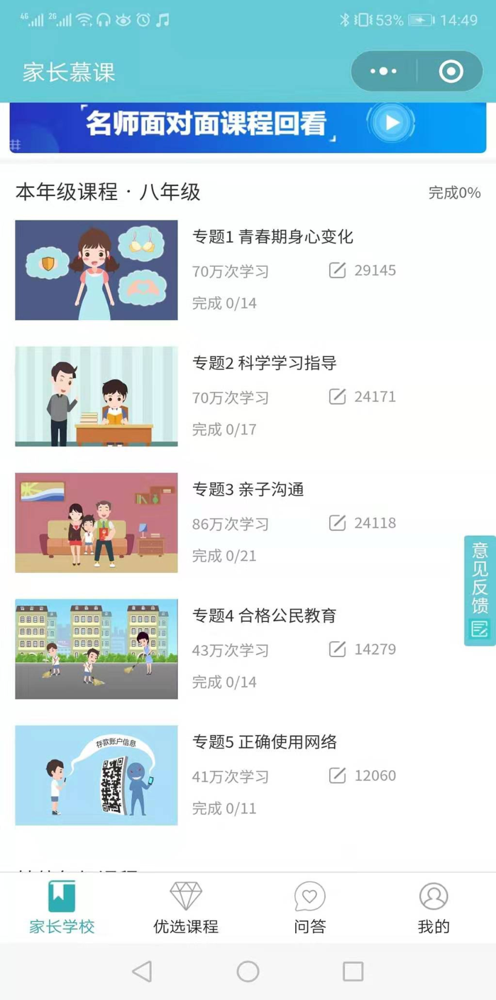 4G 2G 53% 14:49
家长慕课
名师面对面课程回看
本年级课程 · 八年级 完成0%
专题1 青春期身心变化
70万次学习 29145
完成 0/14
专题2 科学学习指导
70万次学习 24171
完成 0/17
专题3 亲子沟通
86万次学习 24118
完成 0/21
意见反馈
专题4 合格公民教育
43万次学习 14279
完成 0/14
存款账户信息
专题5 正确使用网络
41万次学习 12060
完成 0/11
家长学校 优选课程 问答 我的